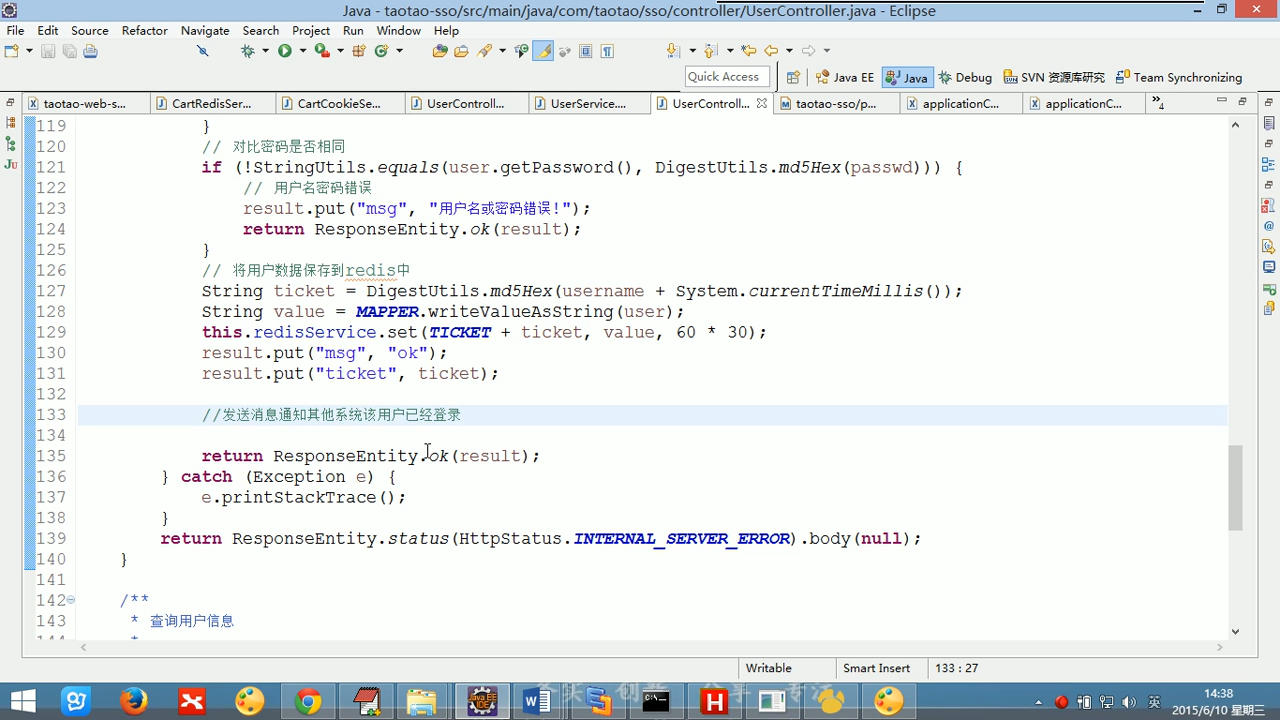 Java - taotao-sso/src/main/java/com/taotao/sso/controller/UserController.java - Eclipse
File Edit Source Refactor Navigate Search Project Run Window Help
Quick Access Java EE Java Debug SVN 资源库研究 Team Synchronizing
taotao-web-s... CartRedisSer... CartCookieSe... UserControll... UserService.... UserControll... taotao-sso/p... applicationC... applicationC... »4
119 }
120 // 对比密码是否相同
121 if (!StringUtils.equals(user.getPassword(), DigestUtils.md5Hex(passwd))) {
122 // 用户名密码错误
123 result.put("msg", "用户名或密码错误!");
124 return ResponseEntity.ok(result);
125 }
126 // 将用户数据保存到redis中
127 String ticket = DigestUtils.md5Hex(username + System.currentTimeMillis());
128 String value = MAPPER.writeValueAsString(user);
129 this.redisService.set(TICKET + ticket, value, 60 * 30);
130 result.put("msg", "ok");
131 result.put("ticket", ticket);
132
133 //发送消息通知其他系统该用户已经登录
134
135 return ResponseEntity.ok(result);
136 } catch (Exception e) {
137 e.printStackTrace();
138 }
139 return ResponseEntity.status(HttpStatus.INTERNAL_SERVER_ERROR).body(null);
140 }
141
142 /**
143 * 查询用户信息
144 *
Writable Smart Insert 133 : 27
英 14:38
2015/6/10 星期三